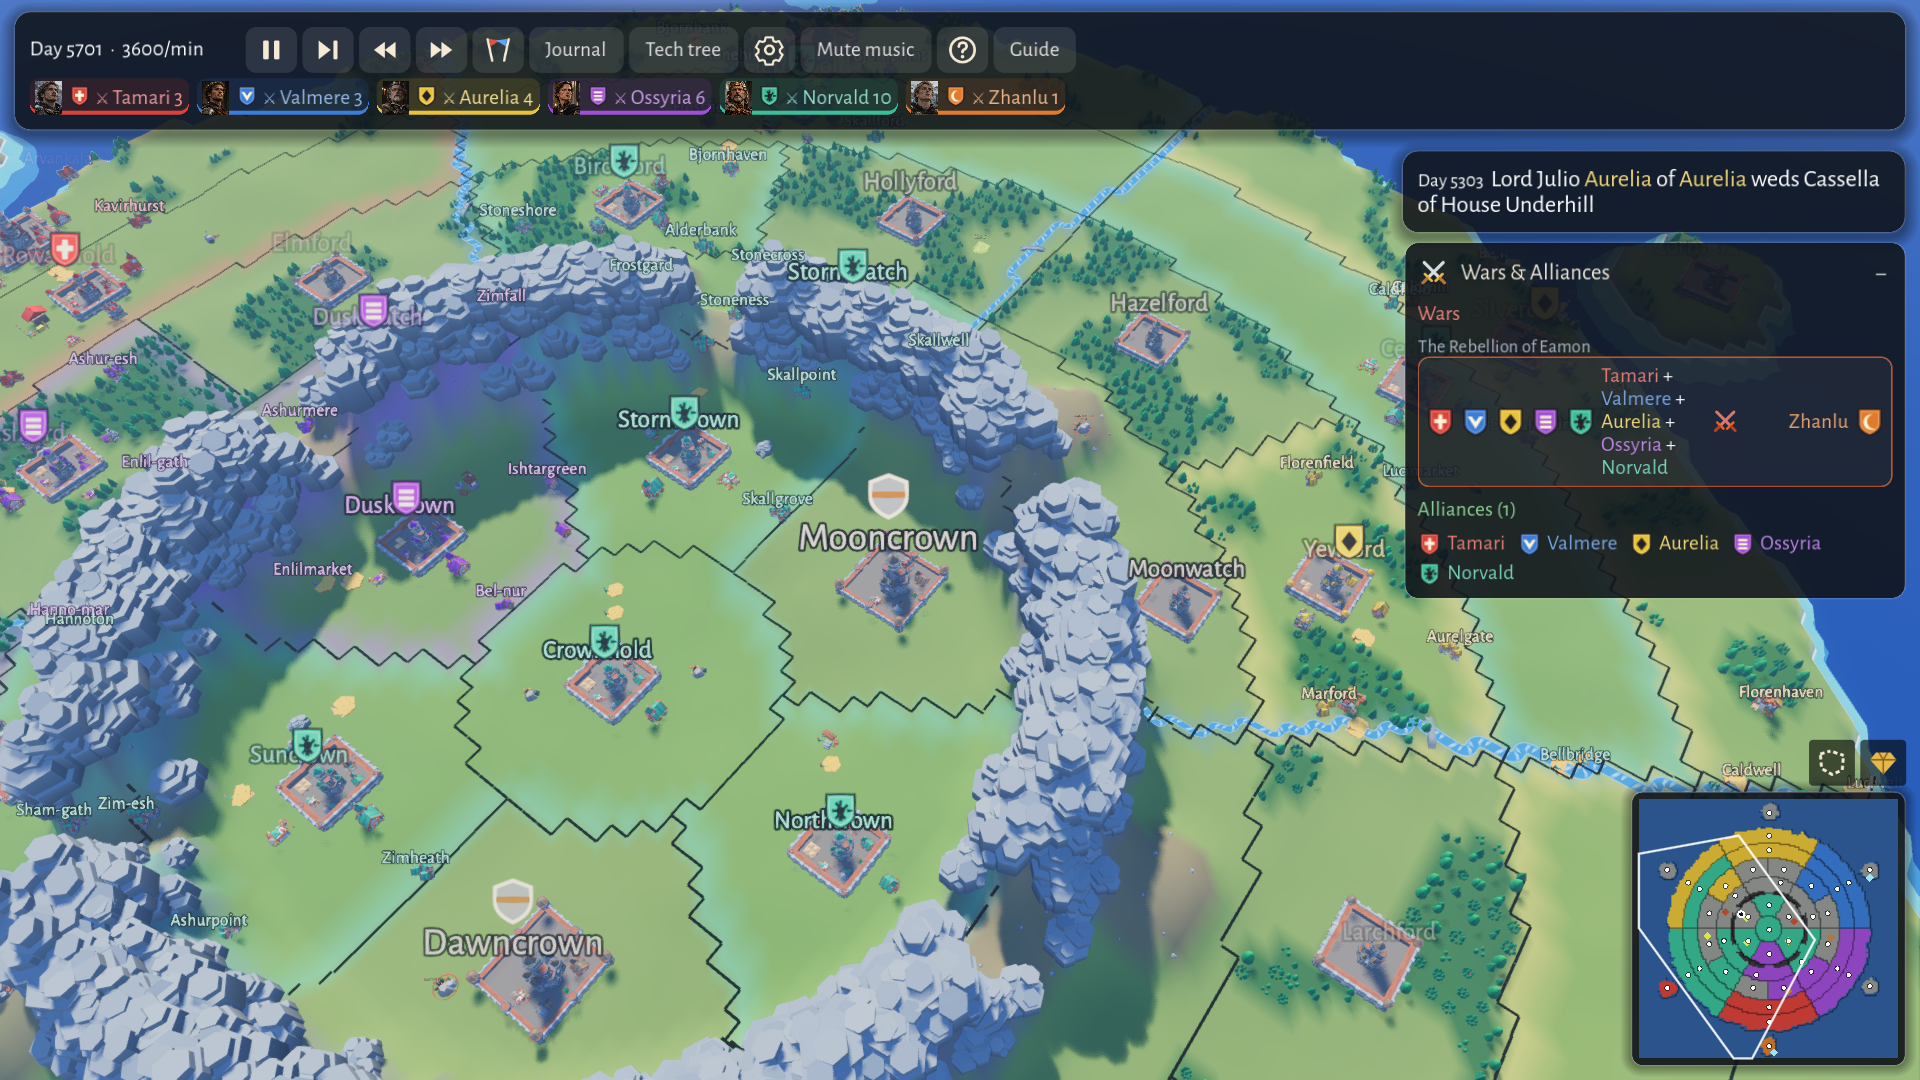 Day 5701 · 3600/min
Journal
Tech tree
Mute music
Guide
Tamari 3
Valmere 3
Aurelia 4
Ossyria 6
Norvald 10
Zhanlu 1
Day 5303 Lord Julio Aurelia of Aurelia weds Cassella
of House Underhill
Wars & Alliances
Wars
The Rebellion of Eamon
Tamari +
Valmere +
Aurelia +
Ossyria +
Norvald
Zhanlu
Alliances (1)
Tamari
Valmere
Aurelia
Ossyria
Norvald
Bjornhaven
Hollyford
Kavirhurst
Stoneshore
Alderbank
Elmford
Stonecross
Frostgard
Zimfall
Stoneness
Hazelford
Skallwell
Ashur-esh
Skallpoint
Ashurmere
Enlil-gath
Ishtargreen
Florenfield
Skallgrove
Mooncrown
Enlilmarket
Moonwatch
Bel-nur
Hanno-mar
Hannoton
Aurelgate
Marford
Florenhaven
Bellbridge
Caldwell
Sham-gath
Zim-esh
Zimheath
Ashurpoint
Dawncrown
Larchford